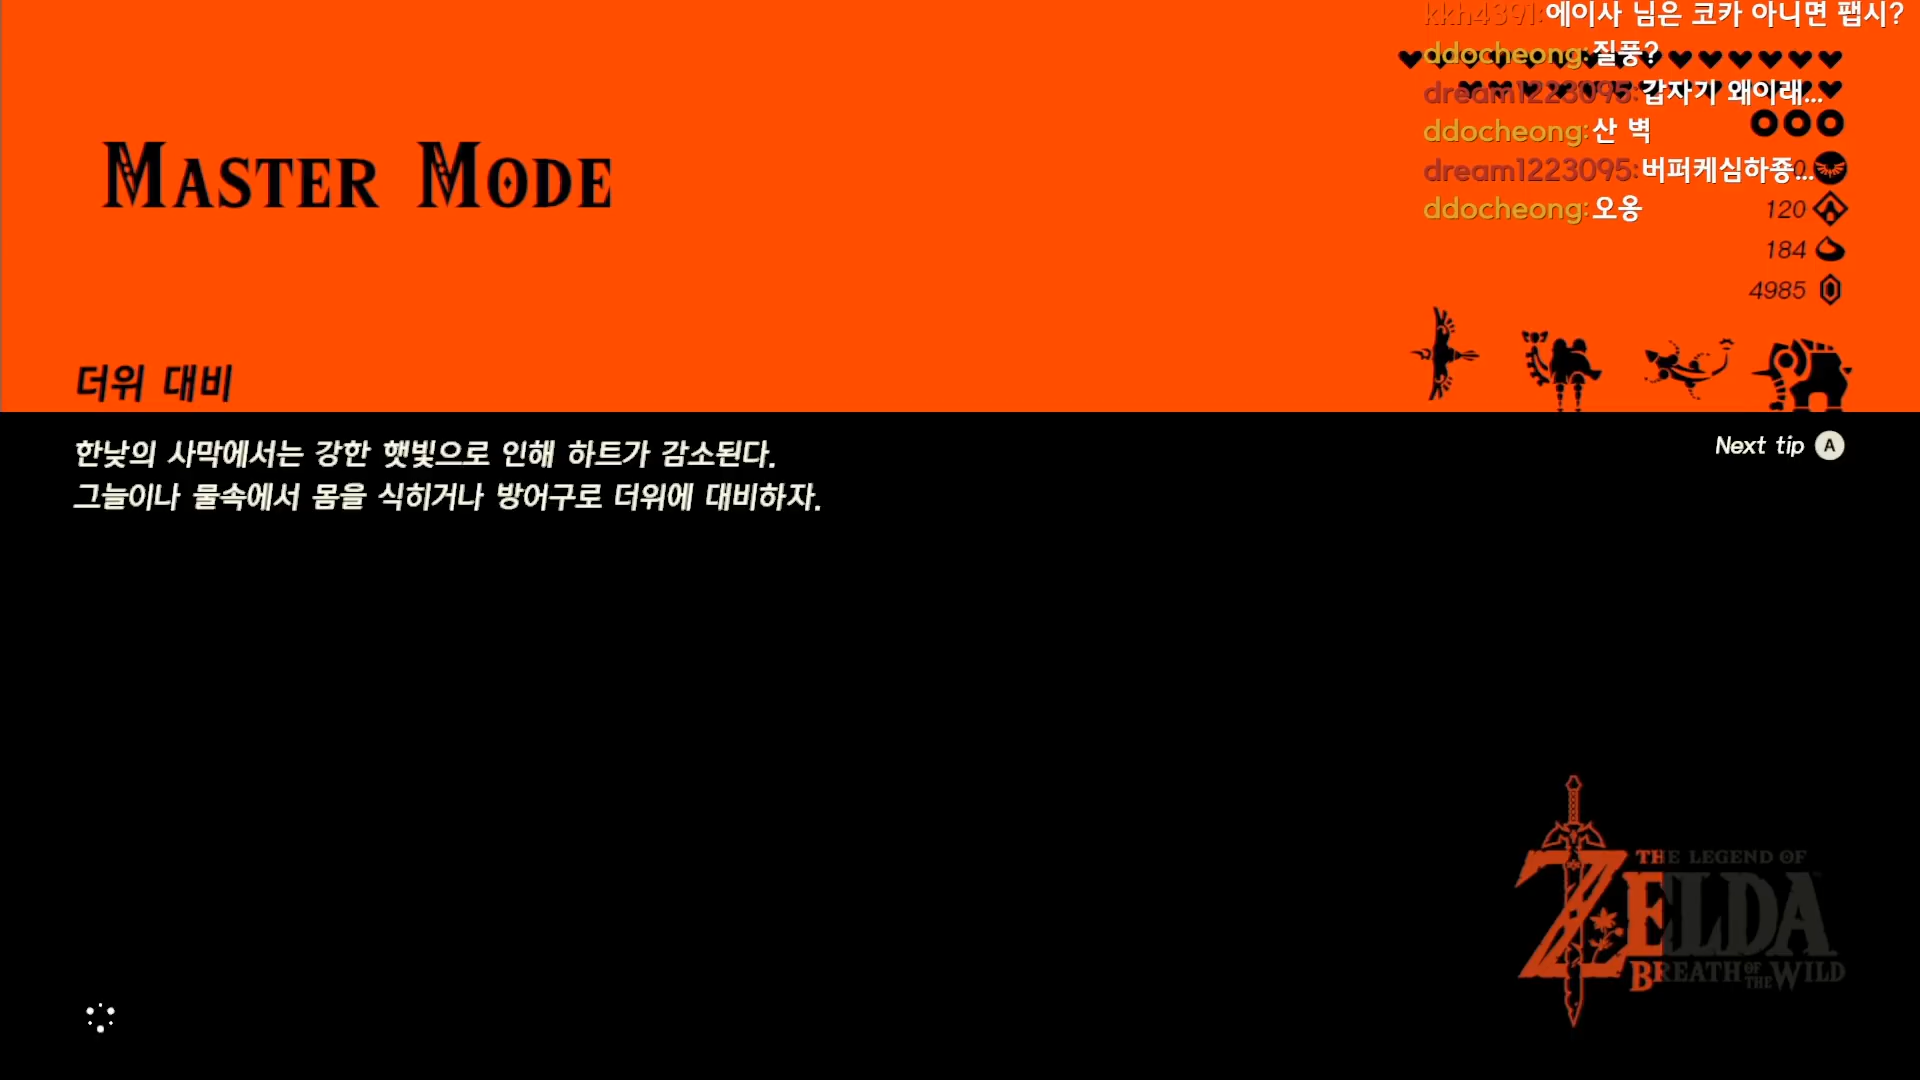 kkh4391:에이사 님은 코카 아니면 팹시?
ddocheong:질풍?
dream1223095:갑자기 왜이래...
ddocheong:산 벽
dream1223095:버퍼케심하죵...
ddocheong:오옹
MASTER MODE
0
120
184
4985
더위 대비
한낮의 사막에서는 강한 햇빛으로 인해 하트가 감소된다.
그늘이나 물속에서 몸을 식히거나 방어구로 더위에 대비하자.
Next tip A
THE LEGEND OF
ZELDA
BREATH OF THE WILD